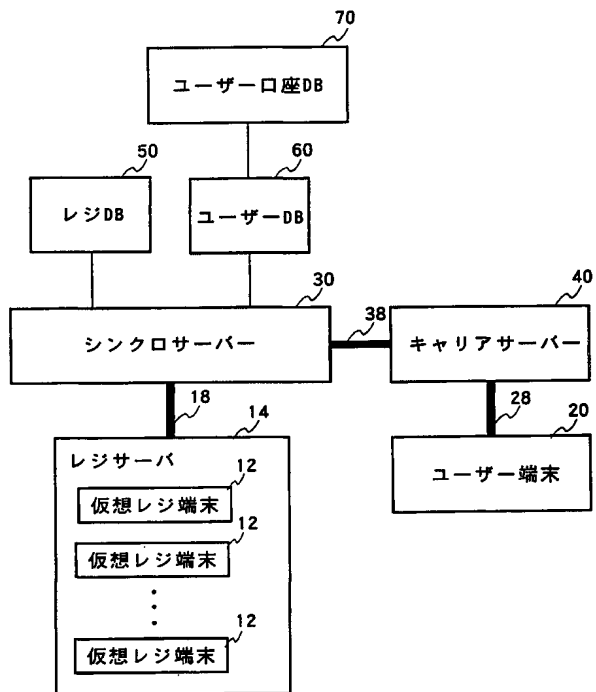 70
ユーザー口座DB
50
レジDB
60
ユーザーDB
30
シンクロサーバー
38
40
キャリアサーバー
18
14
28
20
レジサーバ
ユーザー端末
12
仮想レジ端末
12
仮想レジ端末
12
仮想レジ端末